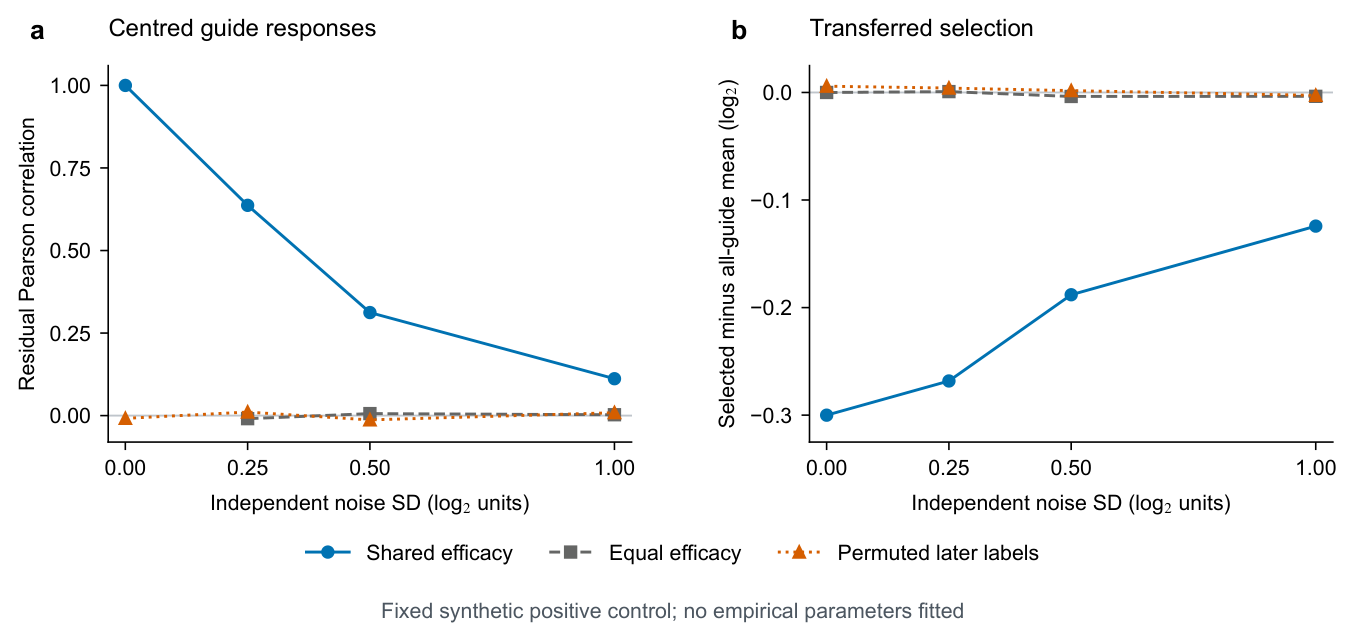 a Centred guide responses
Residual Pearson correlation
1.00
0.75
0.50
0.25
0.00
0.00 0.25 0.50 1.00
Independent noise SD (log₂ units)
b Transferred selection
Selected minus all-guide mean (log₂)
0.0
−0.1
−0.2
−0.3
0.00 0.25 0.50 1.00
Independent noise SD (log₂ units)
Shared efficacy Equal efficacy Permuted later labels
Fixed synthetic positive control; no empirical parameters fitted